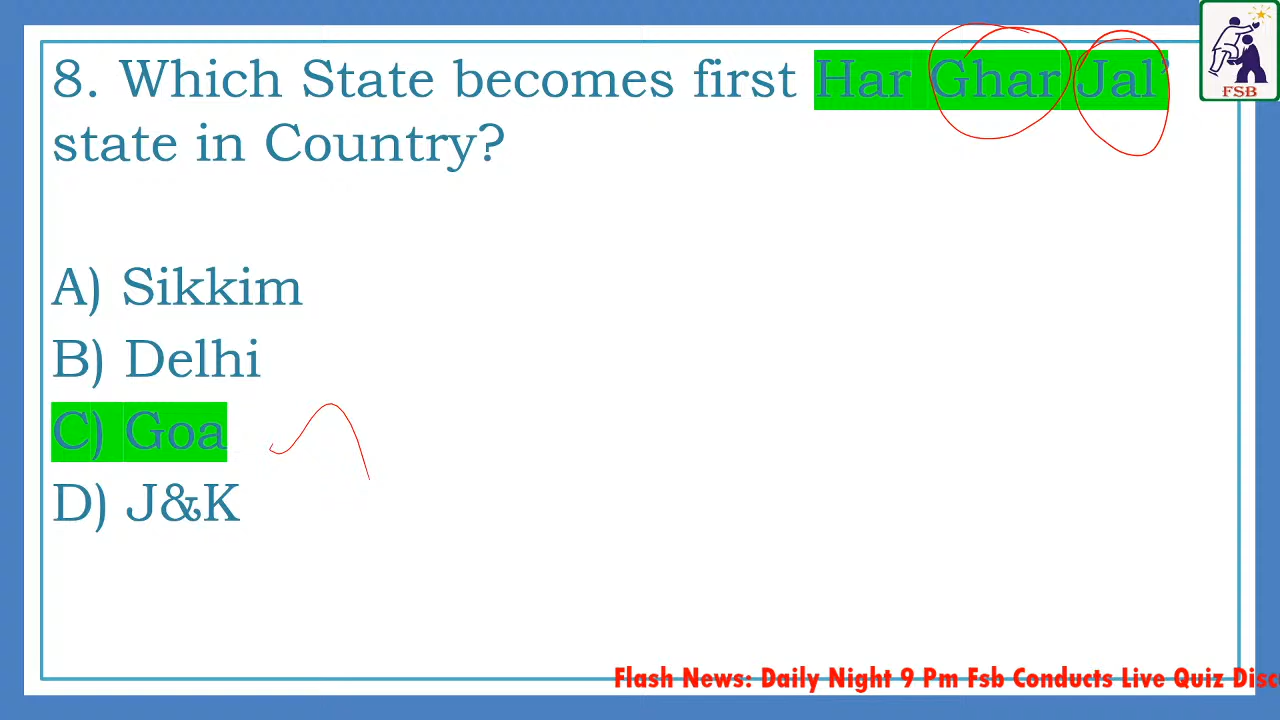 8. Which State becomes first Har Ghar Jal’
state in Country?
A) Sikkim
B) Delhi
C) Goa
D) J&K
FSB
Flash News: Daily Night 9 Pm Fsb Conducts Live Quiz Disc